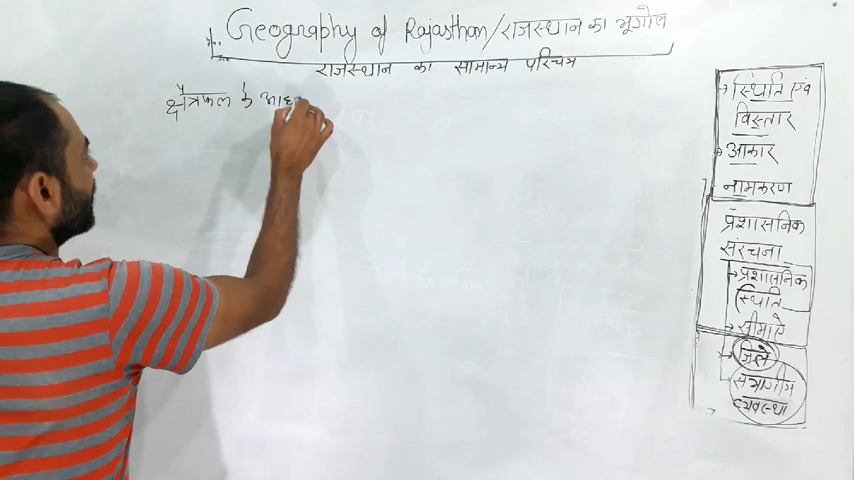 Geography of Rajasthan/राजस्थान का भूगोल
राजस्थान का सामान्य परिचय
क्षेत्रफल के आध
→ स्थिति एवं
विस्तार
→ आकार
नामकरण
प्रशासनिक
संरचना
→ प्रशासनिक
स्थिति
→ सीमाऐ
→ जिले
संभागीय
व्यवस्था